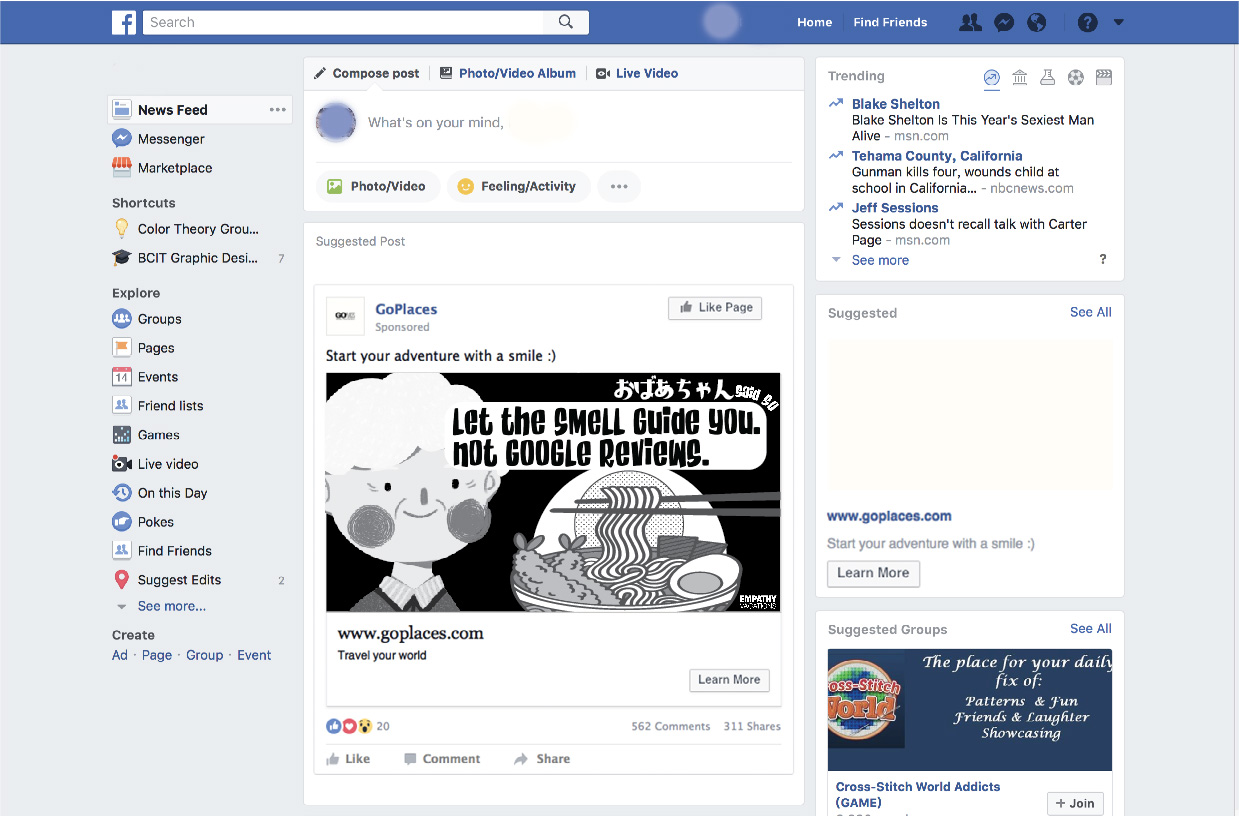 f
Search
Home
Find Friends
?
News Feed
Messenger
Marketplace
Shortcuts
Color Theory Grou...
BCIT Graphic Desi... 7
Explore
Groups
Pages
14
Events
Friend lists
Games
Live video
On this Day
Pokes
Find Friends
Suggest Edits 2
See more...
Create
Ad · Page · Group · Event
Compose post
Photo/Video Album
Live Video
What's on your mind,
Photo/Video
Feeling/Activity
Suggested Post
GoPlaces
Sponsored
Like Page
Start your adventure with a smile :)
おばあちゃん said so
Let the SMELL Guide you.
not GOOGLE Reviews.
EMPATHY
VACATIONS
www.goplaces.com
Travel your world
Learn More
20
562 Comments 311 Shares
Like
Comment
Share
Trending
Blake Shelton
Blake Shelton Is This Year's Sexiest Man
Alive - msn.com
Tehama County, California
Gunman kills four, wounds child at
school in California... - nbcnews.com
Jeff Sessions
Sessions doesn't recall talk with Carter
Page - msn.com
See more
?
Suggested
See All
www.goplaces.com
Start your adventure with a smile :)
Learn More
Suggested Groups
See All
oss-Stitch
World
The place for your daily
fix of:
Patterns & Fun
Friends & Laughter
Showcasing
Cross-Stitch World Addicts
(GAME)
+ Join